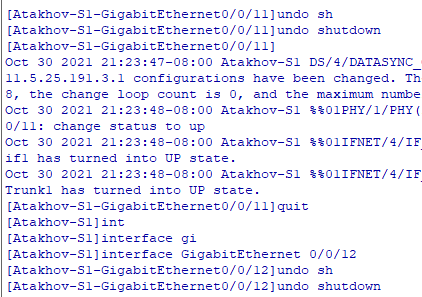 [Atakhov-S1-GigabitEthernet0/0/11]undo sh
[Atakhov-S1-GigabitEthernet0/0/11]undo shutdown
[Atakhov-S1-GigabitEthernet0/0/11]
Oct 30 2021 21:23:47-08:00 Atakhov-S1 DS/4/DATASYNC_
11.5.25.191.3.1 configurations have been changed. Th
8, the change loop count is 0, and the maximum numbe
Oct 30 2021 21:23:48-08:00 Atakhov-S1 %%01PHY/1/PHY(
0/11: change status to up
Oct 30 2021 21:23:48-08:00 Atakhov-S1 %%01IFNET/4/IF_
if1 has turned into UP state.
Oct 30 2021 21:23:48-08:00 Atakhov-S1 %%01IFNET/4/IF_
Trunk1 has turned into UP state.
[Atakhov-S1-GigabitEthernet0/0/11]quit
[Atakhov-S1]int
[Atakhov-S1]interface gi
[Atakhov-S1]interface GigabitEthernet 0/0/12
[Atakhov-S1-GigabitEthernet0/0/12]undo sh
[Atakhov-S1-GigabitEthernet0/0/12]undo shutdown